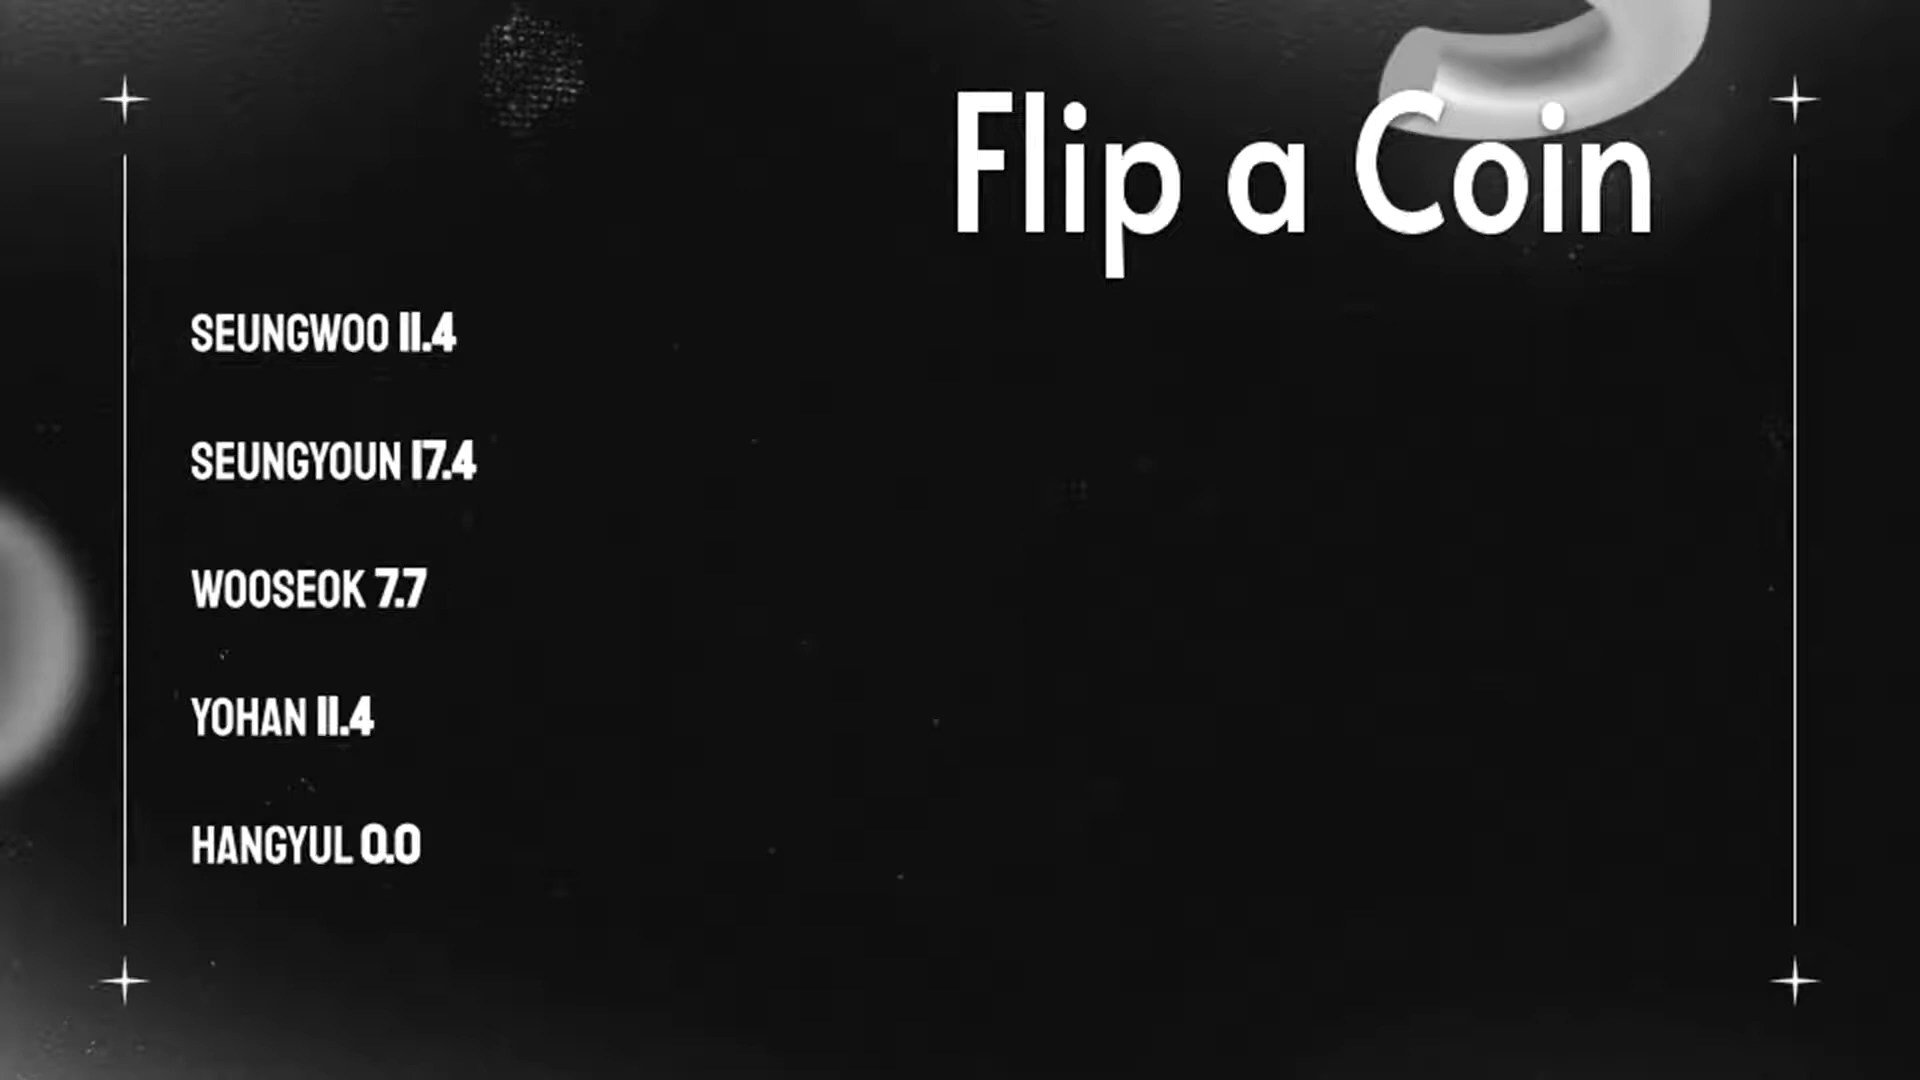 Flip a Coin
SEUNGWOO 11.4
SEUNGYOUN 17.4
WOOSEOK 7.7
YOHAN 11.4
HANGYUL 0.0